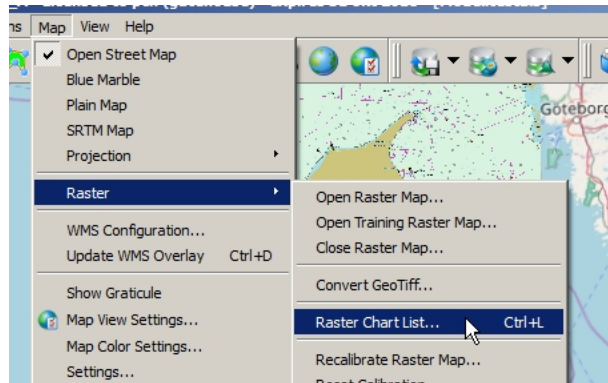 ns Map View Help
Open Street Map
Blue Marble
Plain Map
SRTM Map
Projection
Raster
WMS Configuration...
Update WMS Overlay Ctrl+D
Show Graticule
Map View Settings...
Map Color Settings...
Settings...
Open Raster Map...
Open Training Raster Map...
Close Raster Map...
Convert GeoTiff...
Raster Chart List... Ctrl+L
Recalibrate Raster Map...
Reset Calibration
Göteborg